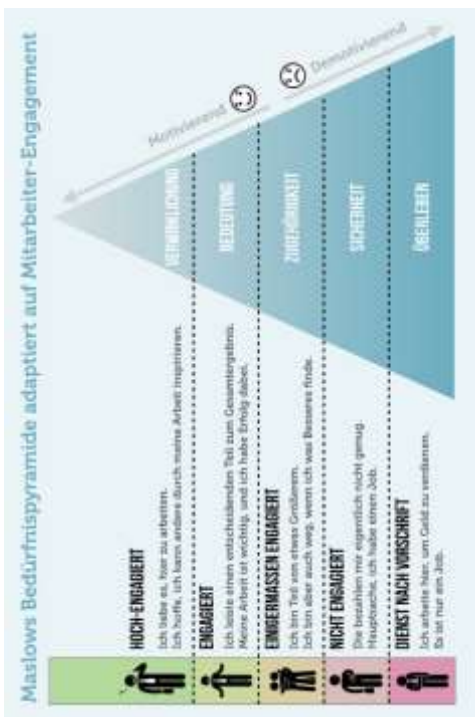 Maslows Bedürfnispyramide adaptiert auf Mitarbeiter-Engagement
Motivierend
Demotivierend
HOCH-ENGAGIERT
Ich liebe es, hier zu arbeiten.
Ich hoffe, ich kann andere durch meine Arbeit inspirieren.
VERWIRKLICHUNG
ENGAGIERT
Ich leiste einen entscheidenden Teil zum Gesamtergebnis.
Meine Arbeit ist wichtig, und ich habe Erfolg dabei.
BEDEUTUNG
EINIGERMASSEN ENGAGIERT
Ich bin Teil von etwas Größerem.
Ich bin aber auch weg, wenn ich was Besseres finde.
ZUGEHÖRIGKEIT
NICHT ENGAGIERT
Die bezahlen mir eigentlich nicht genug.
Hauptsache, ich habe einen Job.
SICHERHEIT
DIENST NACH VORSCHRIFT
Ich arbeite hier, um Geld zu verdienen.
Es ist nur ein Job.
ÜBERLEBEN